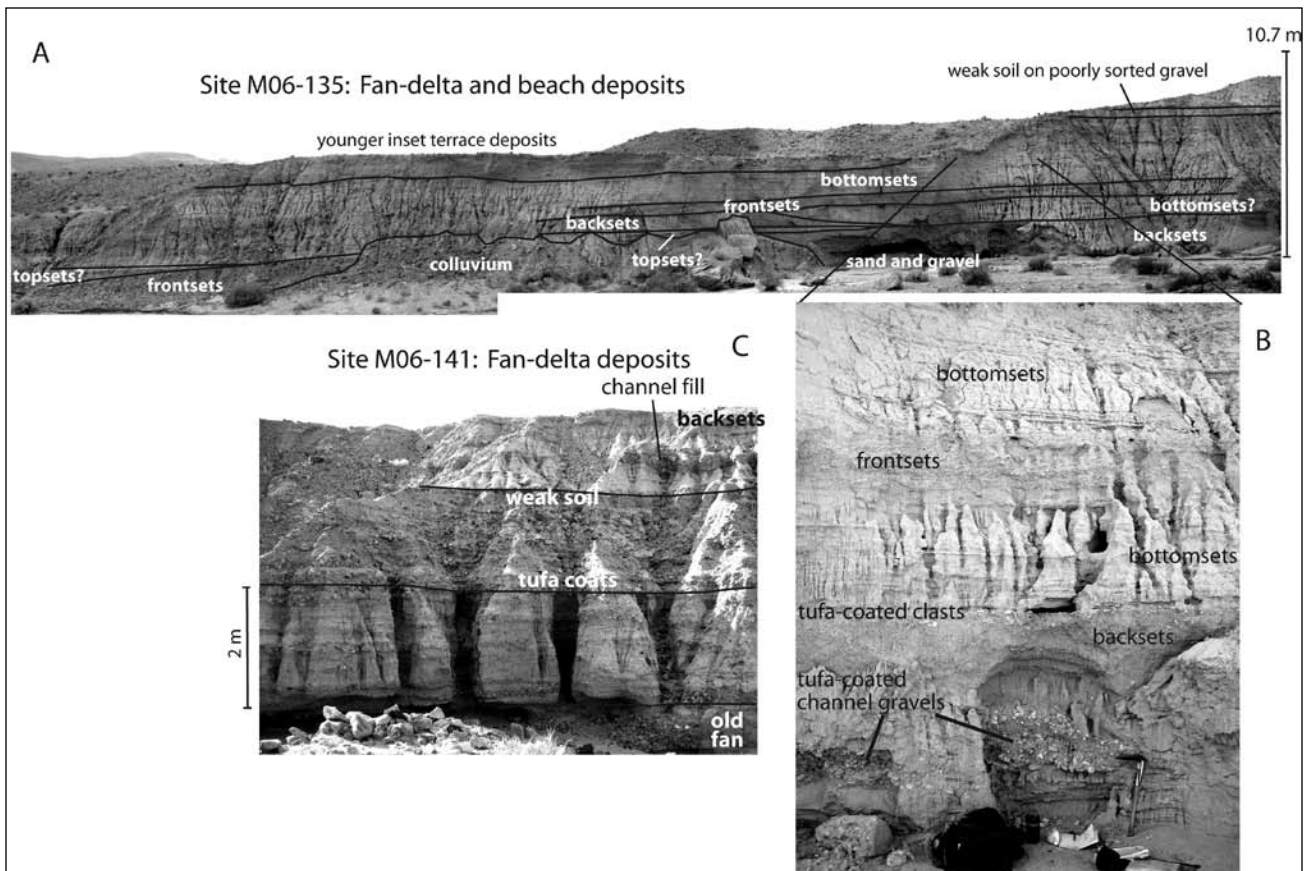 A
10.7 m
Site M06-135: Fan-delta and beach deposits
weak soil on poorly sorted gravel
younger inset terrace deposits
bottomsets
frontsets
bottomsets?
backsets
backsets
topsets?
colluvium
topsets?
frontsets
sand and gravel
Site M06-141: Fan-delta deposits
C
channel fill
backsets
weak soil
tufa coats
2 m
old
fan
B
bottomsets
frontsets
bottomsets
tufa-coated clasts
backsets
tufa-coated
channel gravels